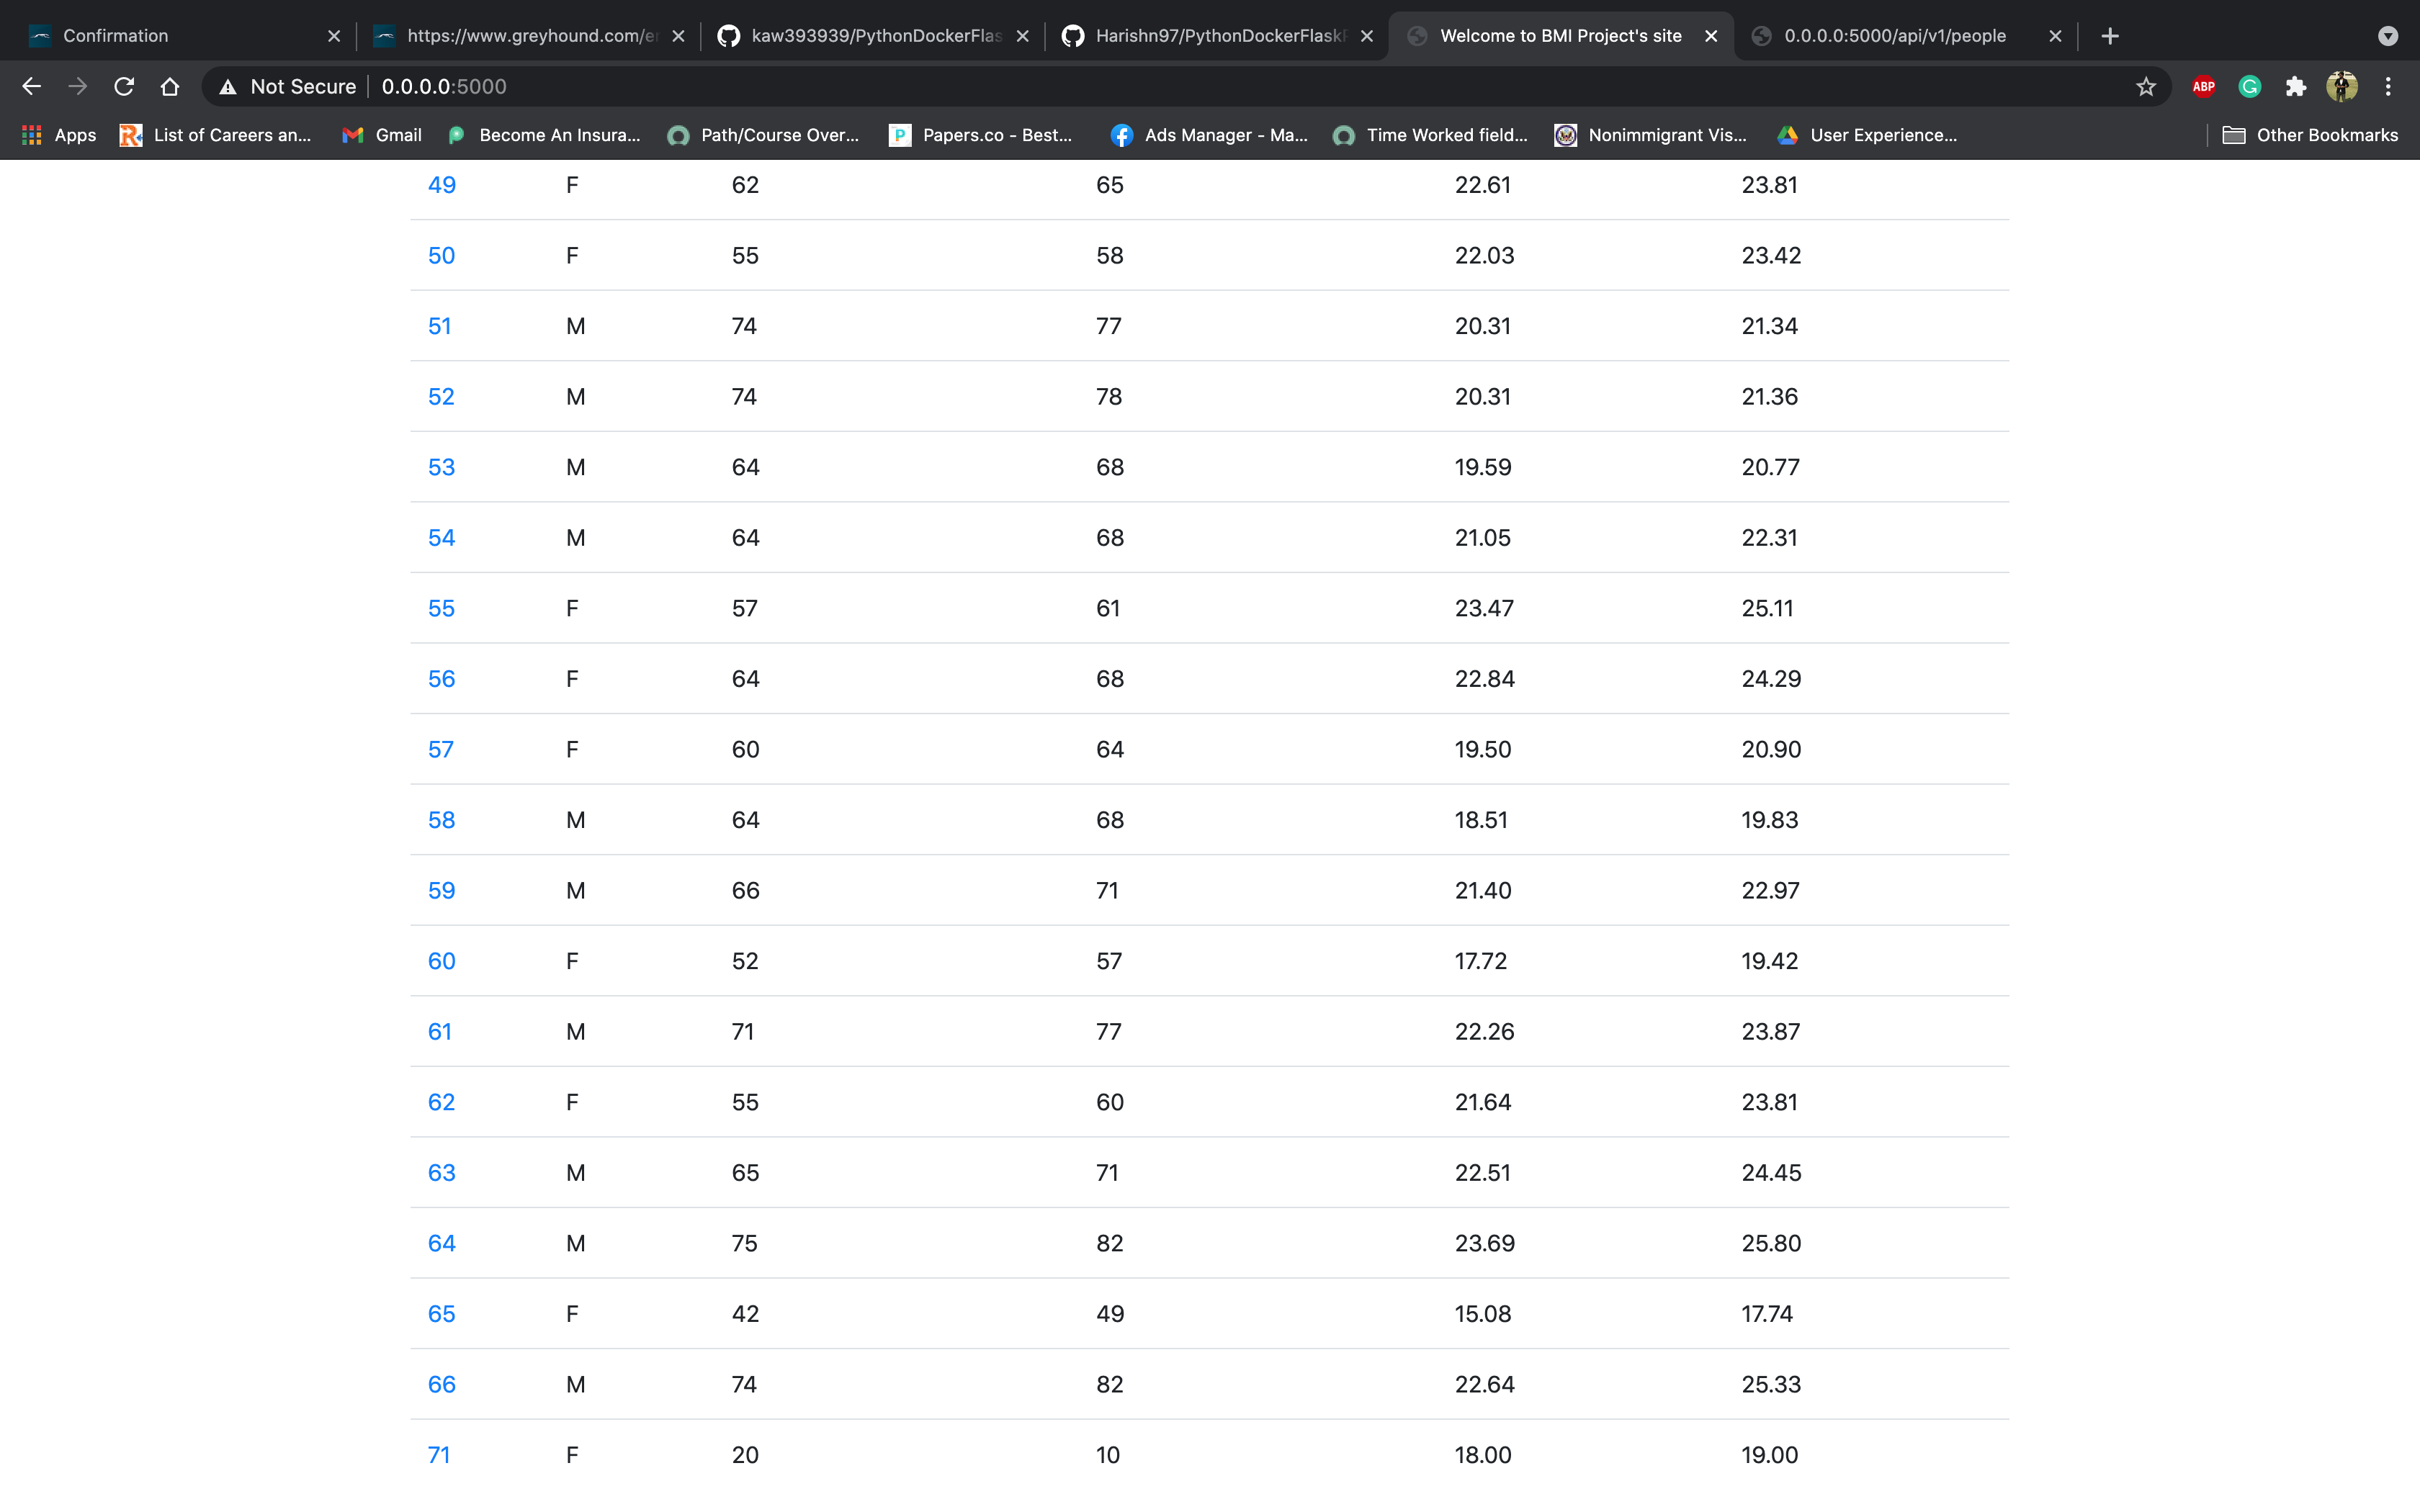 Confirmation https://www.greyhound.com/er kaw393939/PythonDockerFlas Harishn97/PythonDockerFlaskF Welcome to BMI Project's site 0.0.0.0:5000/api/v1/people
Not Secure 0.0.0.0:5000 ABP
Apps List of Careers an... Gmail Become An Insura... Path/Course Over... P Papers.co - Best... Ads Manager - Ma... Time Worked field... Nonimmigrant Vis... User Experience... Other Bookmarks
49 F 62 65 22.61 23.81
50 F 55 58 22.03 23.42
51 M 74 77 20.31 21.34
52 M 74 78 20.31 21.36
53 M 64 68 19.59 20.77
54 M 64 68 21.05 22.31
55 F 57 61 23.47 25.11
56 F 64 68 22.84 24.29
57 F 60 64 19.50 20.90
58 M 64 68 18.51 19.83
59 M 66 71 21.40 22.97
60 F 52 57 17.72 19.42
61 M 71 77 22.26 23.87
62 F 55 60 21.64 23.81
63 M 65 71 22.51 24.45
64 M 75 82 23.69 25.80
65 F 42 49 15.08 17.74
66 M 74 82 22.64 25.33
71 F 20 10 18.00 19.00